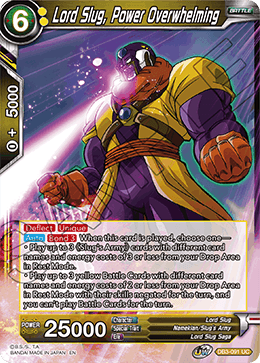 6
Lord Slug, Power Overwhelming
BATTLE
0 + 5000
Deflect Unique
Auto Bond 3 When this card is played, choose one—
• Play up to 3 《Slug's Army》 cards with different card
names and energy costs of 3 or less from your Drop Area
in Rest Mode.
• Play up to 3 yellow Battle Cards with different card
names and energy costs of 2 or less from your Drop Area
in Rest Mode with their skills negated for the turn, and
you can't play Battle Cards for the turn.
POWER 25000
Character Lord Slug
Special Trait Namekian/Slug's Army
Era Lord Slug Saga
BANDAI MADE IN JAPAN EN
DB3-091 UC